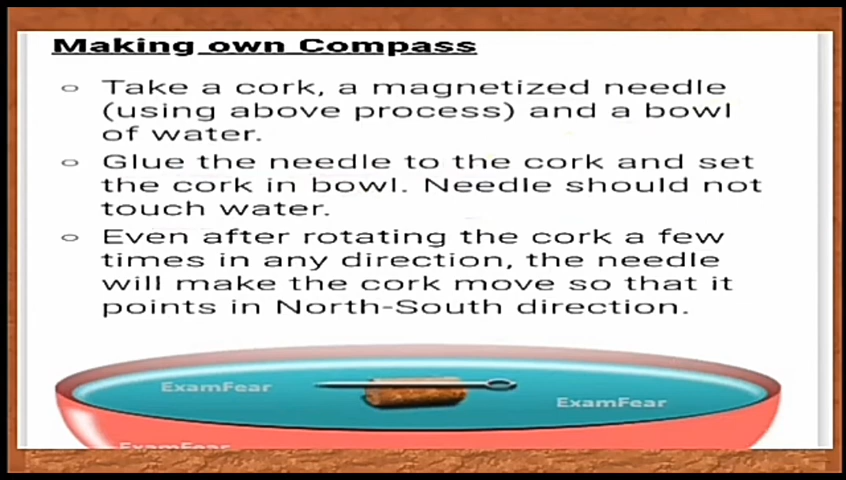 Making own Compass
○ Take a cork, a magnetized needle
(using above process) and a bowl
of water.
○ Glue the needle to the cork and set
the cork in bowl. Needle should not
touch water.
○ Even after rotating the cork a few
times in any direction, the needle
will make the cork move so that it
points in North-South direction.
ExamFear
ExamFear
ExamFear